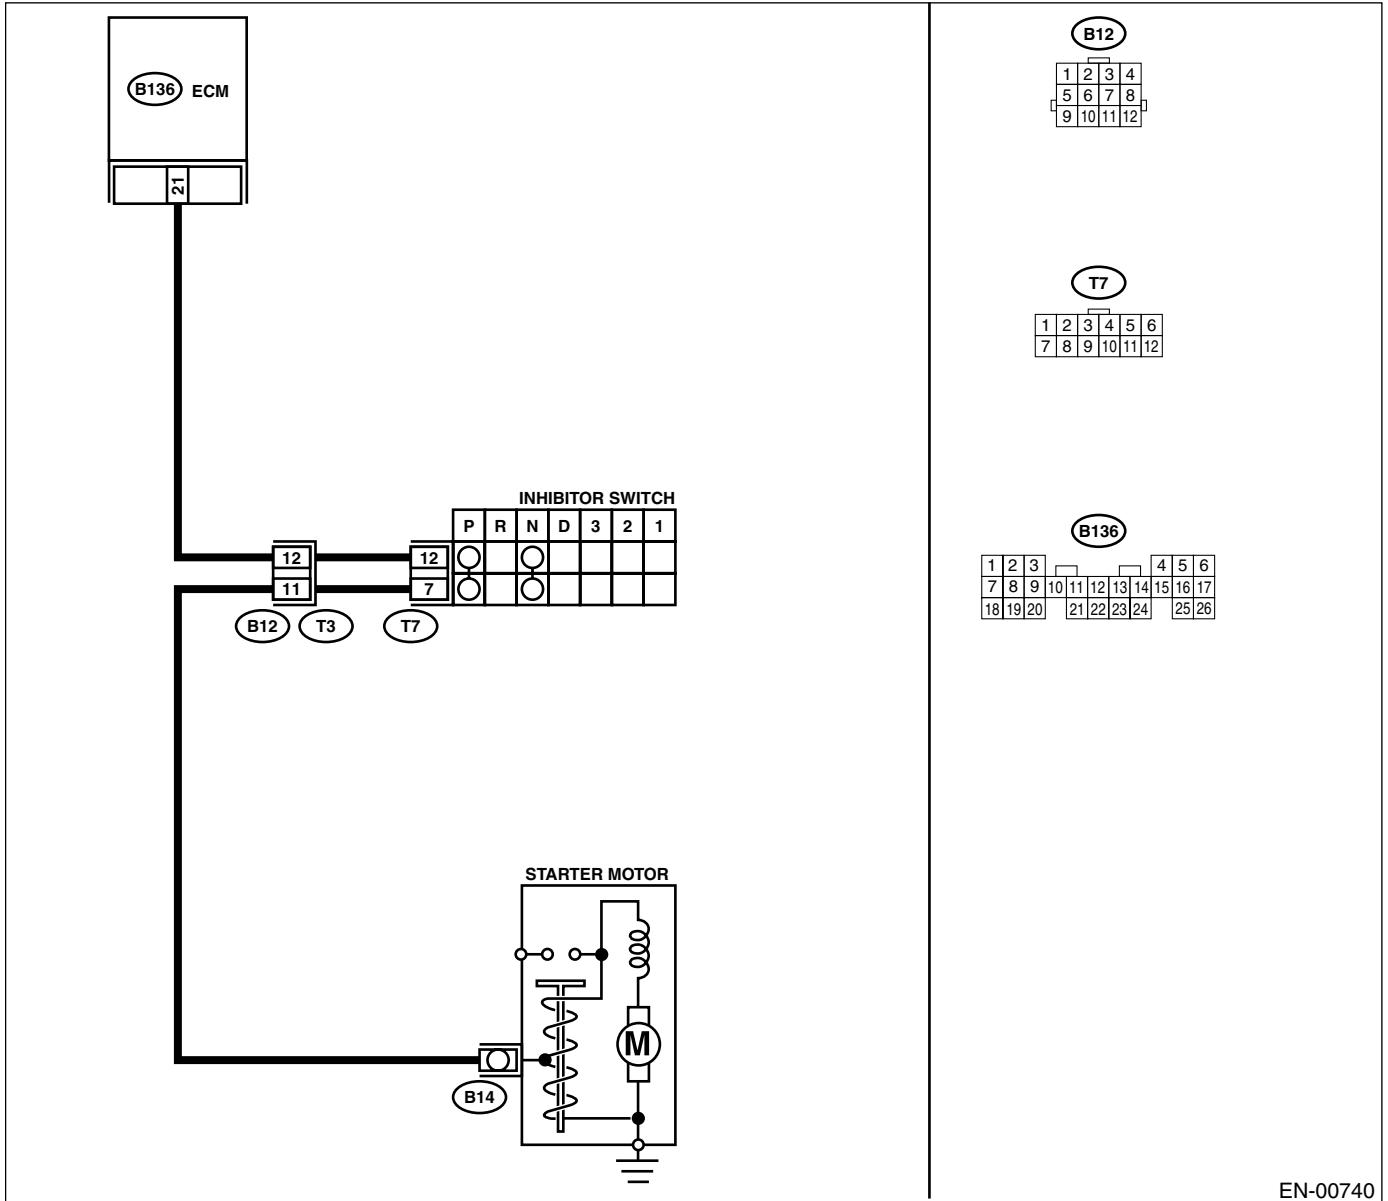 B136 ECM
21
INHIBITOR SWITCH
P R N D 3 2 1
12 12
11 7
B12 T3 T7
STARTER MOTOR
M
B14
B12
1 2 3 4
5 6 7 8
9 10 11 12
T7
1 2 3 4 5 6
7 8 9 10 11 12
B136
1 2 3 4 5 6
7 8 9 10 11 12 13 14 15 16 17
18 19 20 21 22 23 24 25 26
EN-00740